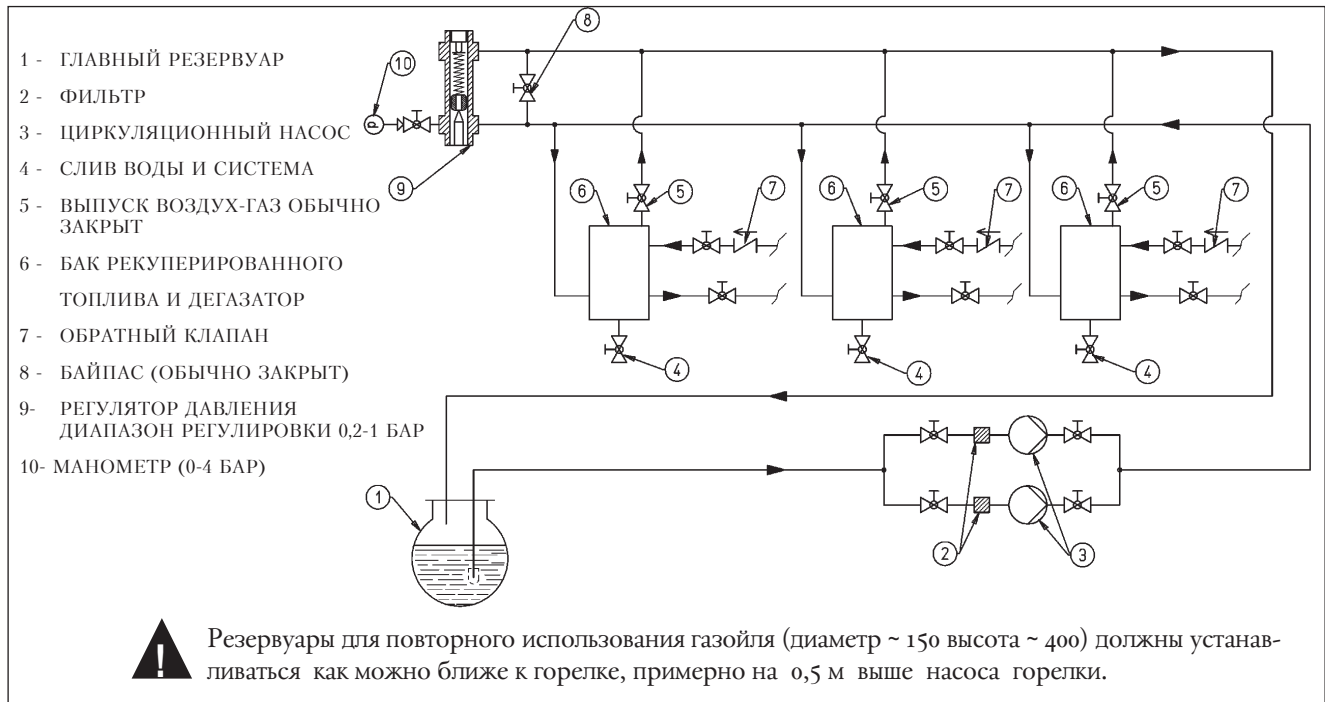 1 - ГЛАВНЫЙ РЕЗЕРВУАР
2 - ФИЛЬТР
3 - ЦИРКУЛЯЦИОННЫЙ НАСОС
4 - СЛИВ ВОДЫ И СИСТЕМА
5 - ВЫПУСК ВОЗДУХ-ГАЗ ОБЫЧНО
ЗАКРЫТ
6 - БАК РЕКУПЕРИРОВАННОГО
ТОПЛИВА И ДЕГАЗАТОР
7 - ОБРАТНЫЙ КЛАПАН
8 - БАЙПАС (ОБЫЧНО ЗАКРЫТ)
9- РЕГУЛЯТОР ДАВЛЕНИЯ
ДИАПАЗОН РЕГУЛИРОВКИ 0,2-1 БАР
10- МАНОМЕТР (0-4 БАР)
8
10
P
9
6
5
7
6
5
7
6
5
7
4
4
4
1
2
3
!
Резервуары для повторного использования газойля (диаметр ~ 150 высота ~ 400) должны устанав-
ливаться как можно ближе к горелке, примерно на 0,5 м выше насоса горелки.